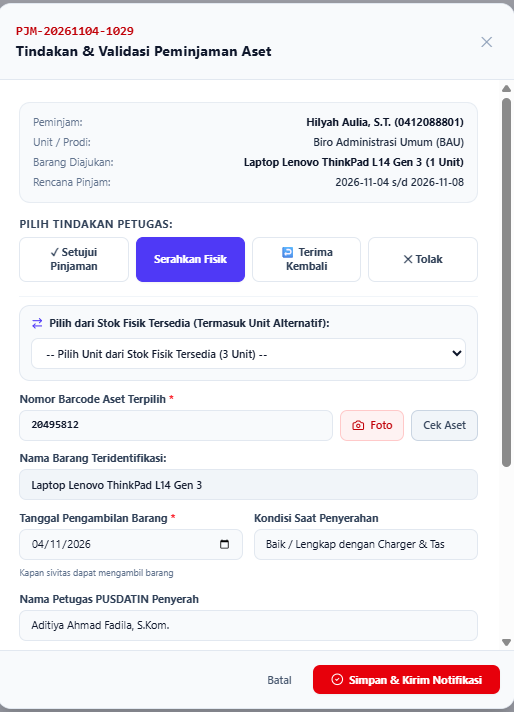 PJM-20261104-1029
Tindakan & Validasi Peminjaman Aset
Peminjam: Hilyah Aulia, S.T. (0412088801)
Unit / Prodi: Biro Administrasi Umum (BAU)
Barang Diajukan: Laptop Lenovo ThinkPad L14 Gen 3 (1 Unit)
Rencana Pinjam: 2026-11-04 s/d 2026-11-08
PILIH TINDAKAN PETUGAS:
✓ Setujui Pinjaman
Serahkan Fisik
Terima Kembali
✕ Tolak
Pilih dari Stok Fisik Tersedia (Termasuk Unit Alternatif):
-- Pilih Unit dari Stok Fisik Tersedia (3 Unit) --
Nomor Barcode Aset Terpilih *
20495812 Foto Cek Aset
Nama Barang Teridentifikasi:
Laptop Lenovo ThinkPad L14 Gen 3
Tanggal Pengambilan Barang * Kondisi Saat Penyerahan
04/11/2026 Baik / Lengkap dengan Charger & Tas
Kapan sivitas dapat mengambil barang
Nama Petugas PUSDATIN Penyerah
Aditiya Ahmad Fadila, S.Kom.
Batal Simpan & Kirim Notifikasi